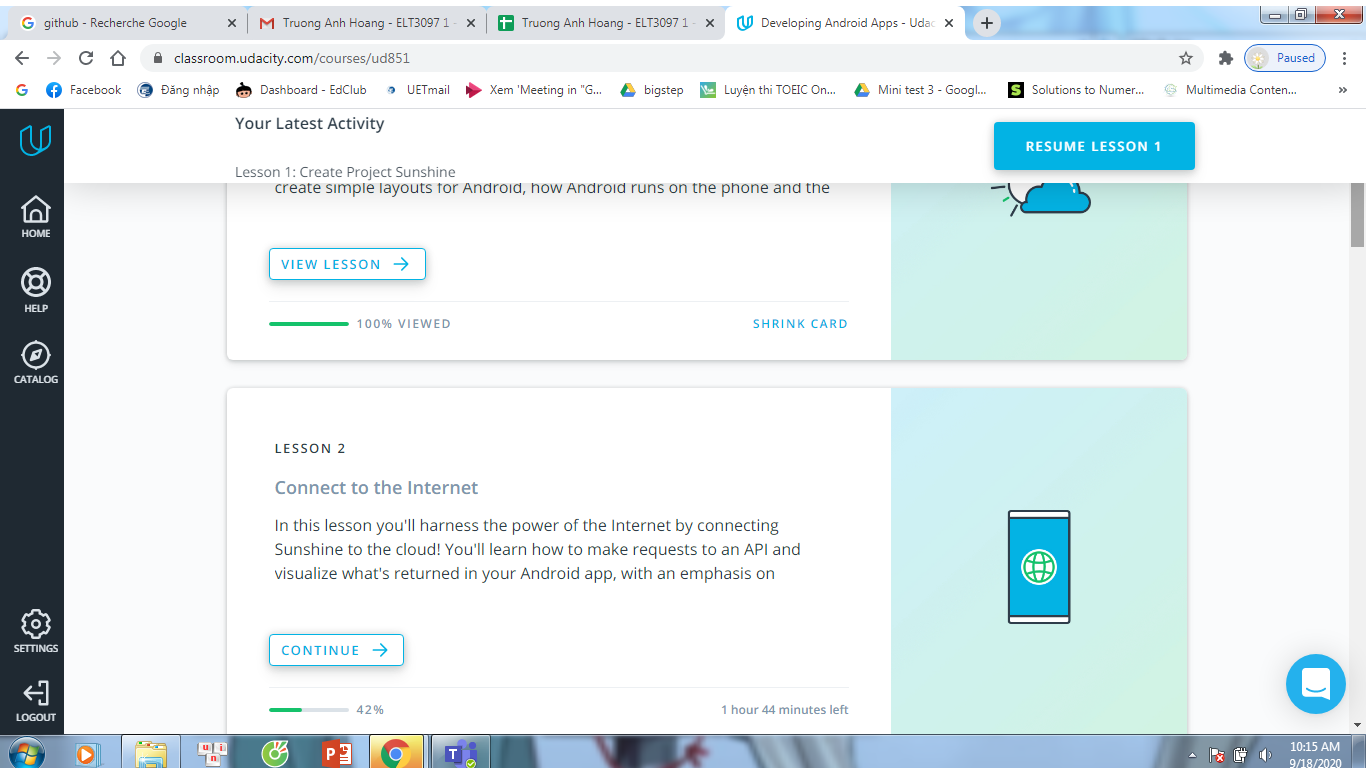 github - Recherche Google
Truong Anh Hoang - ELT3097 1 -
Truong Anh Hoang - ELT3097 1 -
Developing Android Apps - Udac
classroom.udacity.com/courses/ud851
Paused
Facebook
Đăng nhập
Dashboard - EdClub
UETmail
Xem 'Meeting in "G...
bigstep
Luyện thi TOEIC On...
Mini test 3 - Googl...
Solutions to Numer...
Multimedia Conten...
»
Your Latest Activity
Lesson 1: Create Project Sunshine
RESUME LESSON 1
HOME
HELP
CATALOG
SETTINGS
LOGOUT
create simple layouts for Android, how Android runs on the phone and the
VIEW LESSON
100% VIEWED
SHRINK CARD
LESSON 2
Connect to the Internet
In this lesson you'll harness the power of the Internet by connecting
Sunshine to the cloud! You'll learn how to make requests to an API and
visualize what's returned in your Android app, with an emphasis on
CONTINUE
42%
1 hour 44 minutes left
10:15 AM
9/18/2020